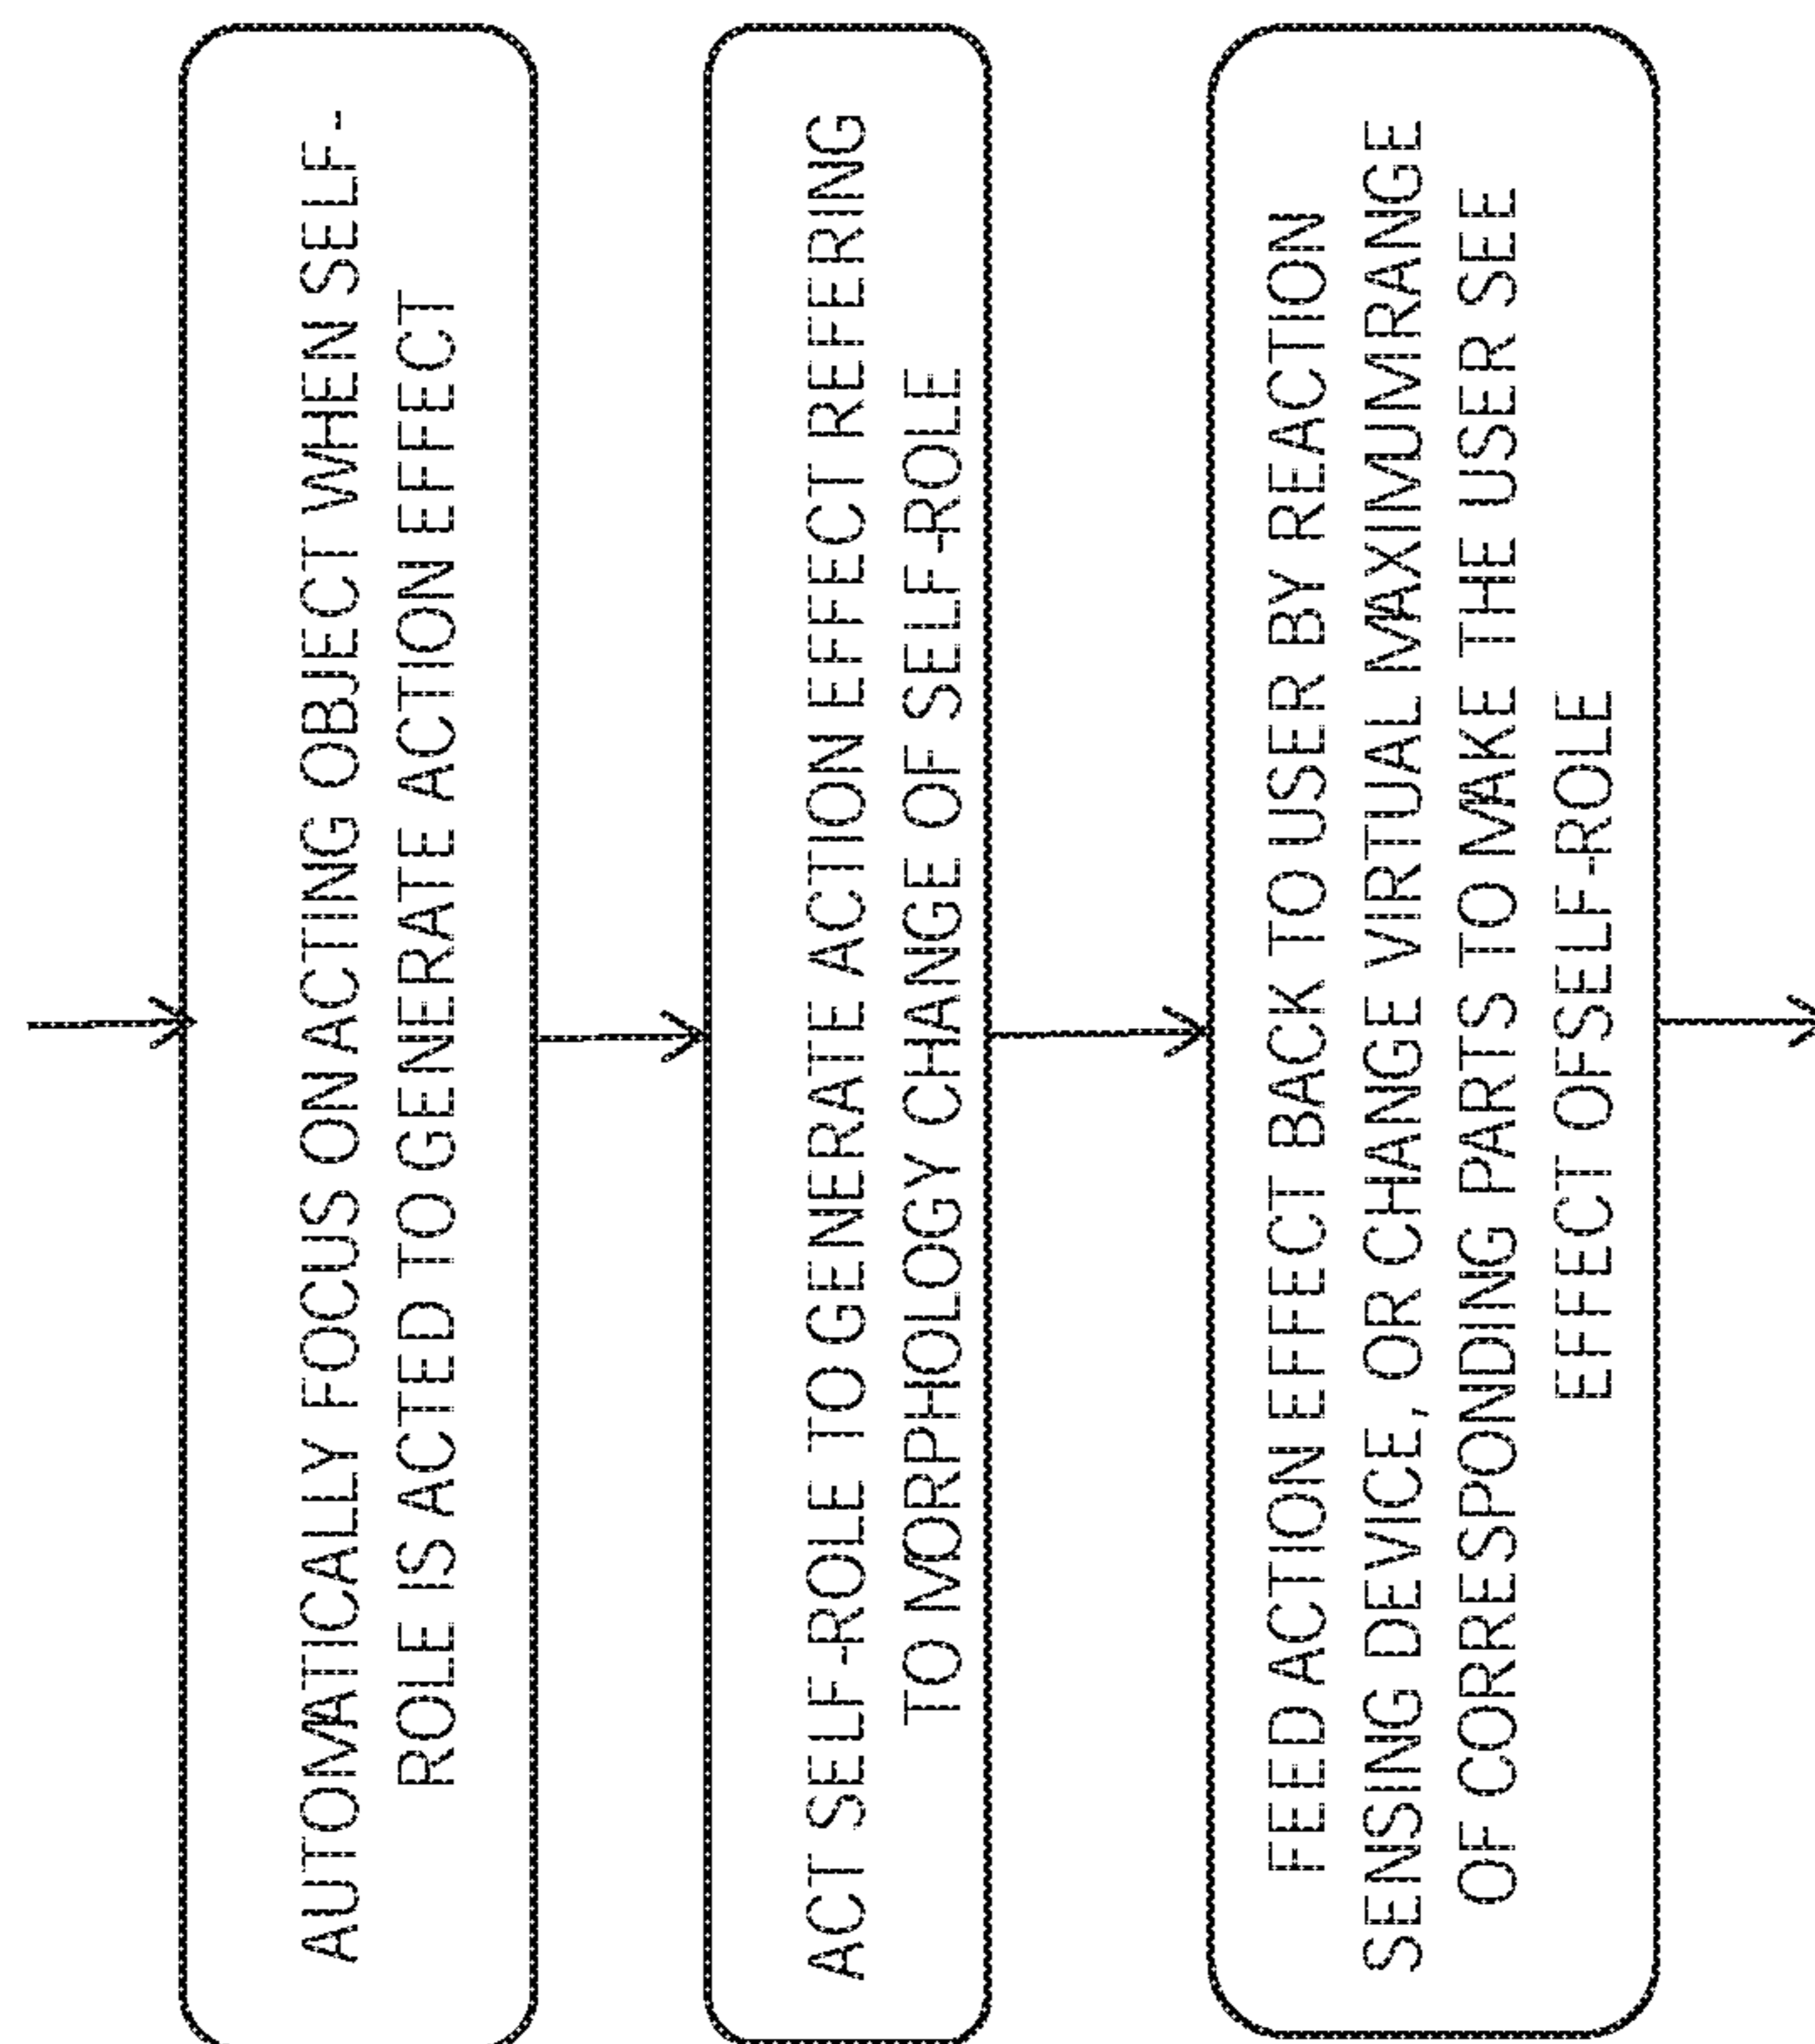 AUTOMATICALLY FOCUS ON ACTING OBJECT WHEN SELF-
ROLE IS ACTED TO GENERATE ACTION EFFECT
ACT SELF-ROLE TO GENERATE ACTION EFFECT REFERING
TO MORPHOLOGY CHANGE OF SELF-ROLE
FEED ACTION EFFECT BACK TO USER BY REACTION
SENSING DEVICE, OR CHANGE VIRTUAL MAXIMUMRANGE
OF CORRESPONDING PARTS TO MAKE THE USER SEE
EFFECT OFSELF-ROLE